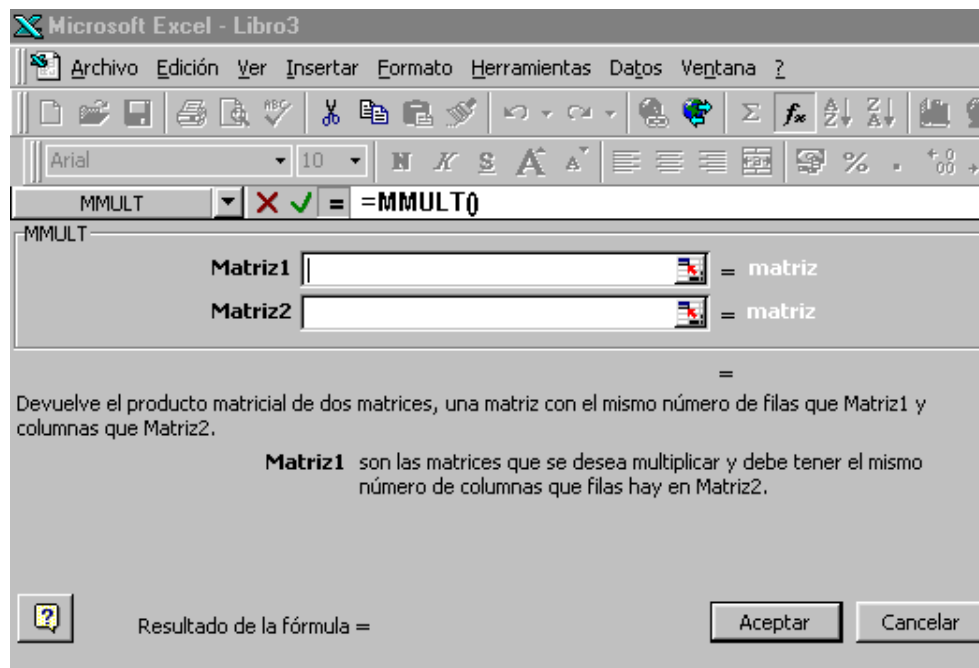 Microsoft Excel - Libro3
Archivo Edición Ver Insertar Formato Herramientas Datos Ventana ?
Arial 10 N K S A A % .
MMULT = =MMULT()
MMULT
Matriz1 = matriz
Matriz2 = matriz
=
Devuelve el producto matricial de dos matrices, una matriz con el mismo número de filas que Matriz1 y
columnas que Matriz2.
Matriz1 son las matrices que se desea multiplicar y debe tener el mismo
número de columnas que filas hay en Matriz2.
Resultado de la fórmula =
Aceptar Cancelar